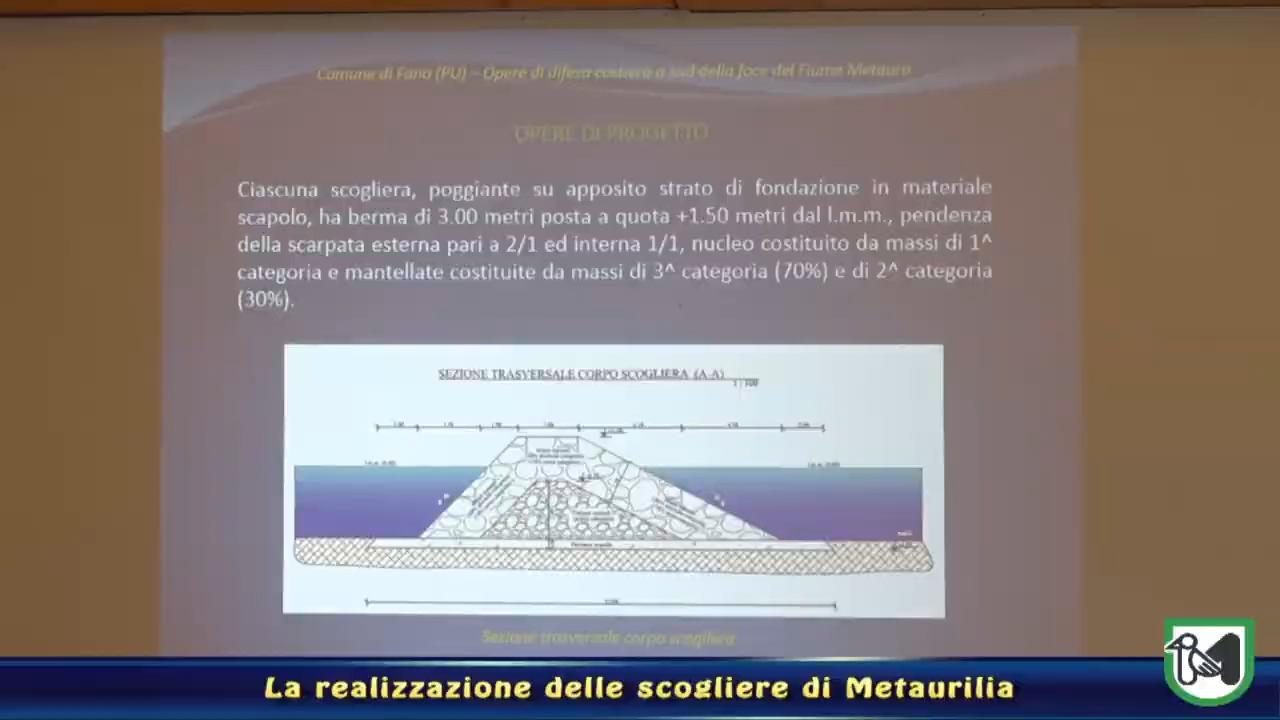 Comune di Fano (PU) – Opere di difesa costiera a sud della foce del Fiume Metauro
OPERE DI PROGETTO
Ciascuna scogliera, poggiante su apposito strato di fondazione in materiale
scapolo, ha berma di 3.00 metri posta a quota +1.50 metri dal l.m.m., pendenza
della scarpata esterna pari a 2/1 ed interna 1/1, nucleo costituito da massi di 1^
categoria e mantellate costituite da massi di 3^ categoria (70%) e di 2^ categoria
(30%).
SEZIONE TRASVERSALE CORPO SCOGLIERA (A-A)
1 : 100
Sezione trasversale corpo scogliera
La realizzazione delle scogliere di Metaurilia